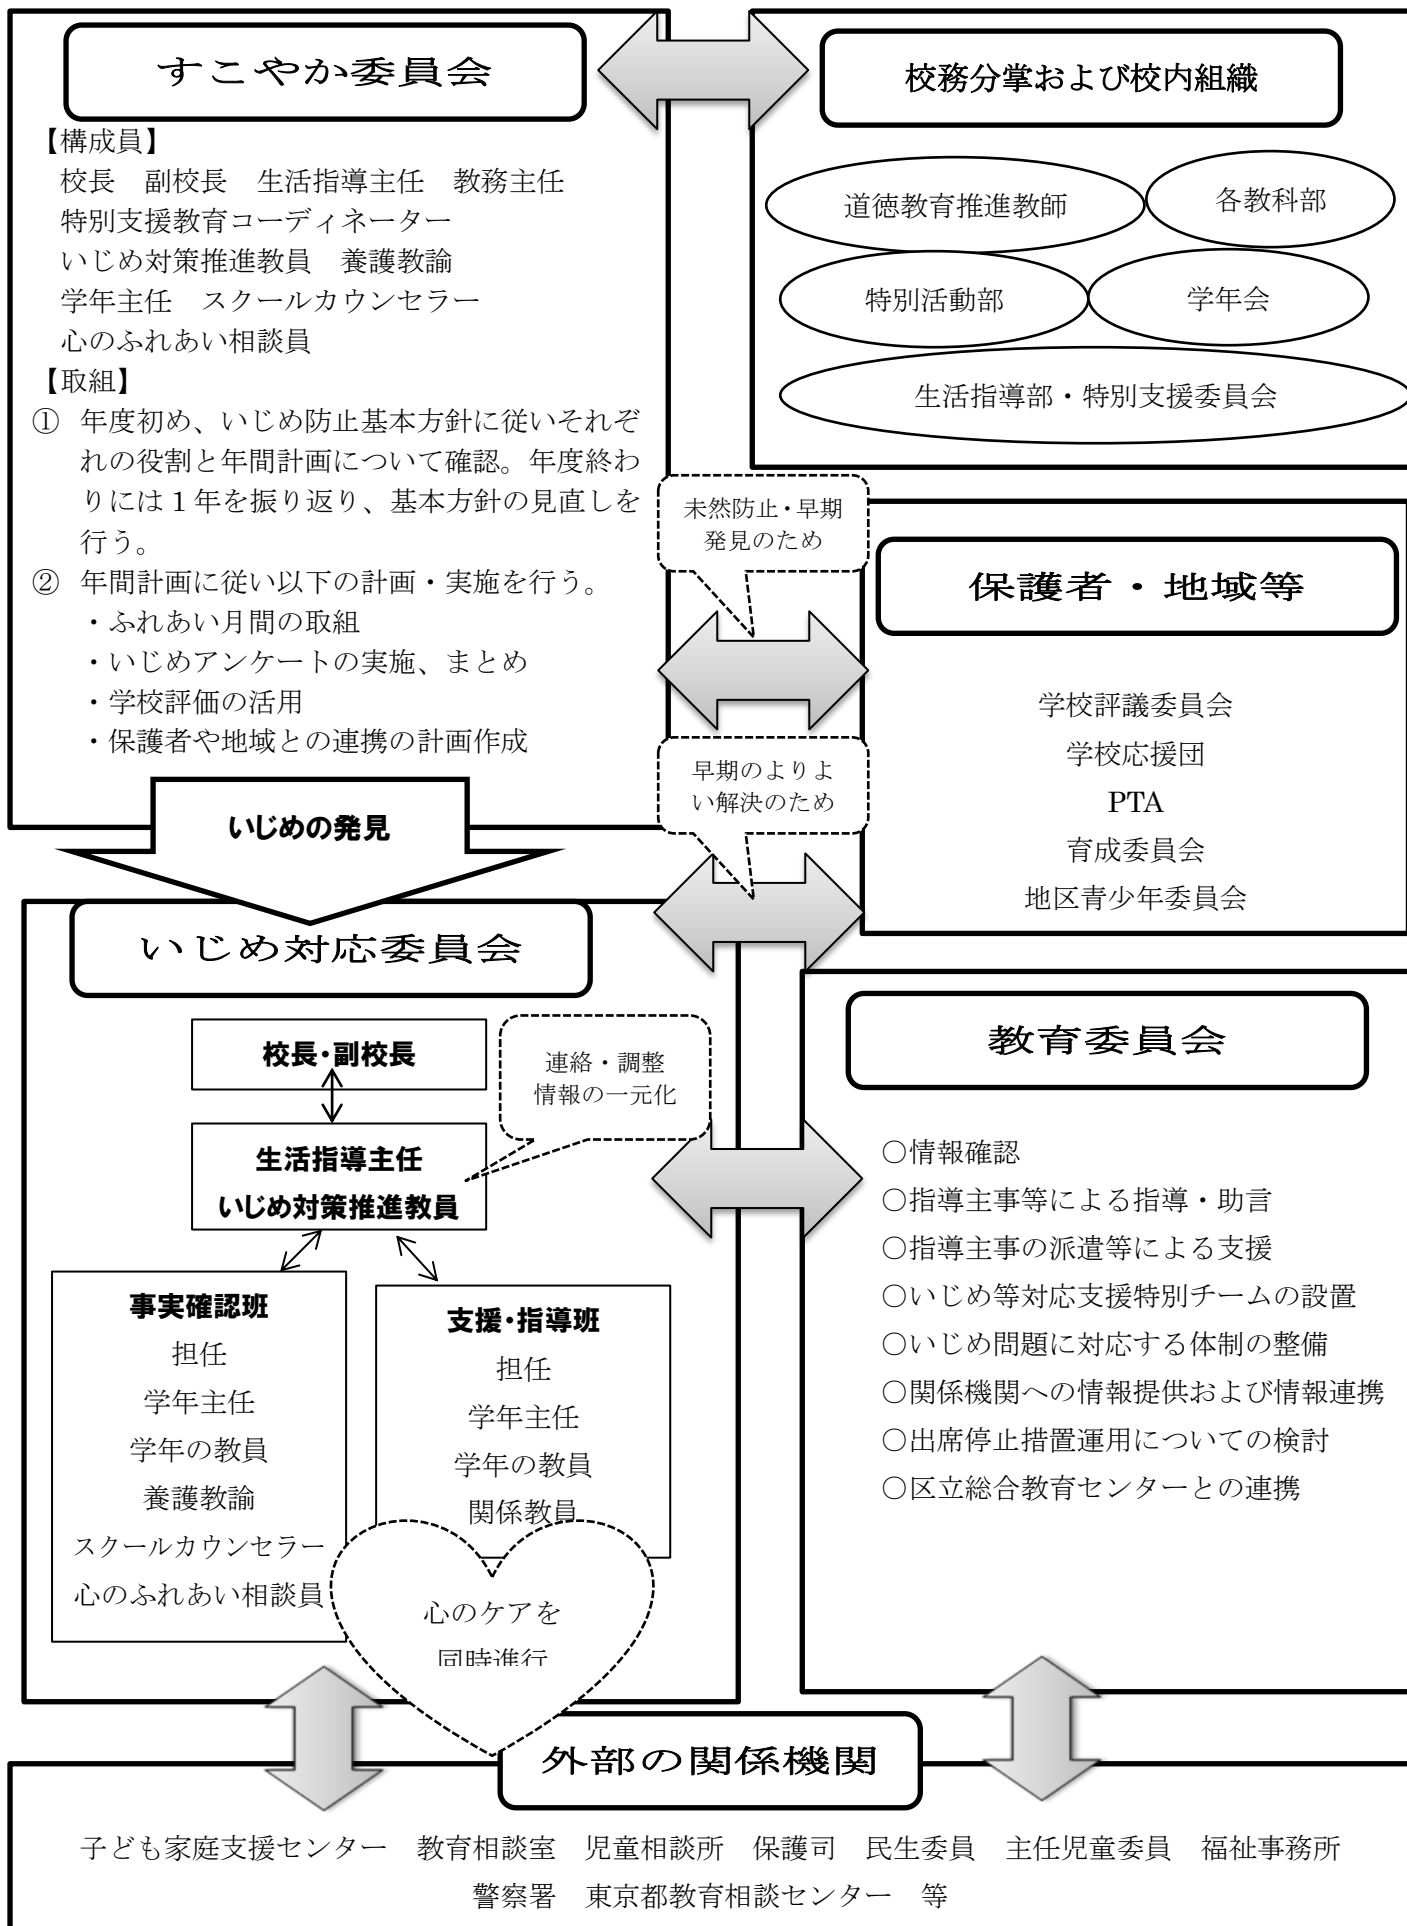 すこやか委員会
【構成員】
校長　副校長　生活指導主任　教務主任
特別支援教育コーディネーター
いじめ対策推進教員　養護教諭
学年主任　スクールカウンセラー
心のふれあい相談員
【取組】
① 年度初め、いじめ防止基本方針に従いそれぞ
れの役割と年間計画について確認。年度終わ
りには１年を振り返り、基本方針の見直しを
行う。
② 年間計画に従い以下の計画・実施を行う。
・ふれあい月間の取組
・いじめアンケートの実施、まとめ
・学校評価の活用
・保護者や地域との連携の計画作成
校務分掌および校内組織
道徳教育推進教師
各教科部
特別活動部
学年会
生活指導部・特別支援委員会
未然防止・早期
発見のため
保護者・地域等
学校評議委員会
学校応援団
PTA
育成委員会
地区青少年委員会
早期のよりよ
い解決のため
いじめの発見
いじめ対応委員会
校長・副校長
連絡・調整
情報の一元化
生活指導主任
いじめ対策推進教員
事実確認班
担任
学年主任
学年の教員
養護教諭
スクールカウンセラー
心のふれあい相談員
支援・指導班
担任
学年主任
学年の教員
関係教員
心のケアを
同時進行
教育委員会
○情報確認
○指導主事等による指導・助言
○指導主事の派遣等による支援
○いじめ等対応支援特別チームの設置
○いじめ問題に対応する体制の整備
○関係機関への情報提供および情報連携
○出席停止措置運用についての検討
○区立総合教育センターとの連携
外部の関係機関
子ども家庭支援センター　教育相談室　児童相談所　保護司　民生委員　主任児童委員　福祉事務所
警察署　東京都教育相談センター　等